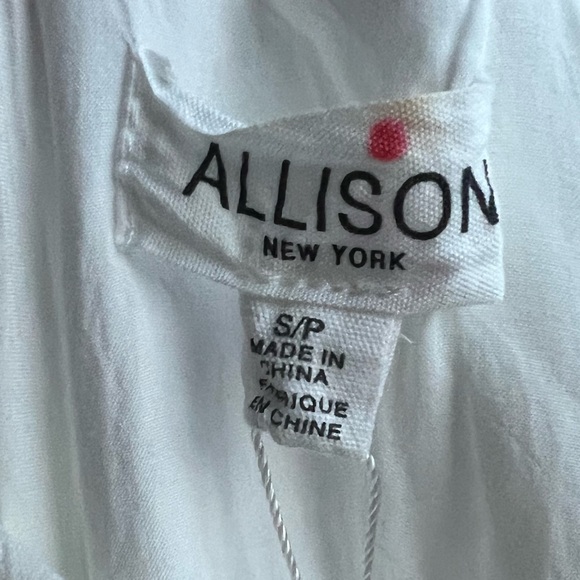 ALLISON
NEW YORK
S/P
MADE IN
CHINA
FABRIQUE
EN CHINE